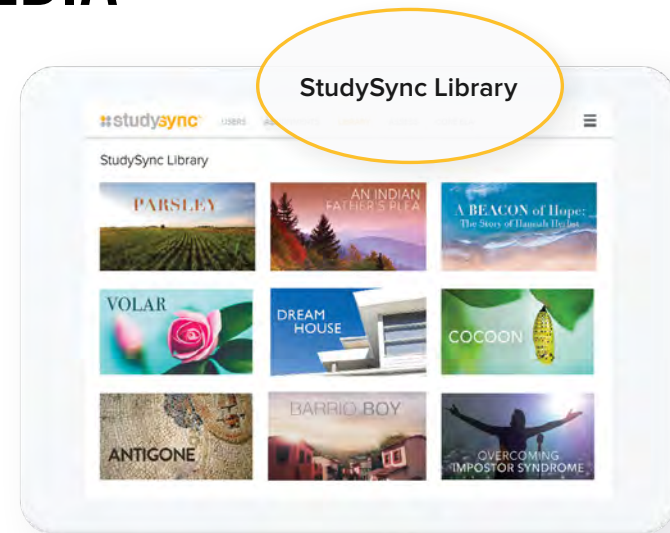 StudySync Library
studysync
USERS
StudySync Library
PARSLEY
AN INDIAN
FATHER'S PLEA
A BEACON of Hope:
The Story of Hannah Herbst
VOLAR
DREAM
HOUSE
COCOON
ANTIGONE
BARRIO BOY
OVERCOMING
IMPOSTOR SYNDROME